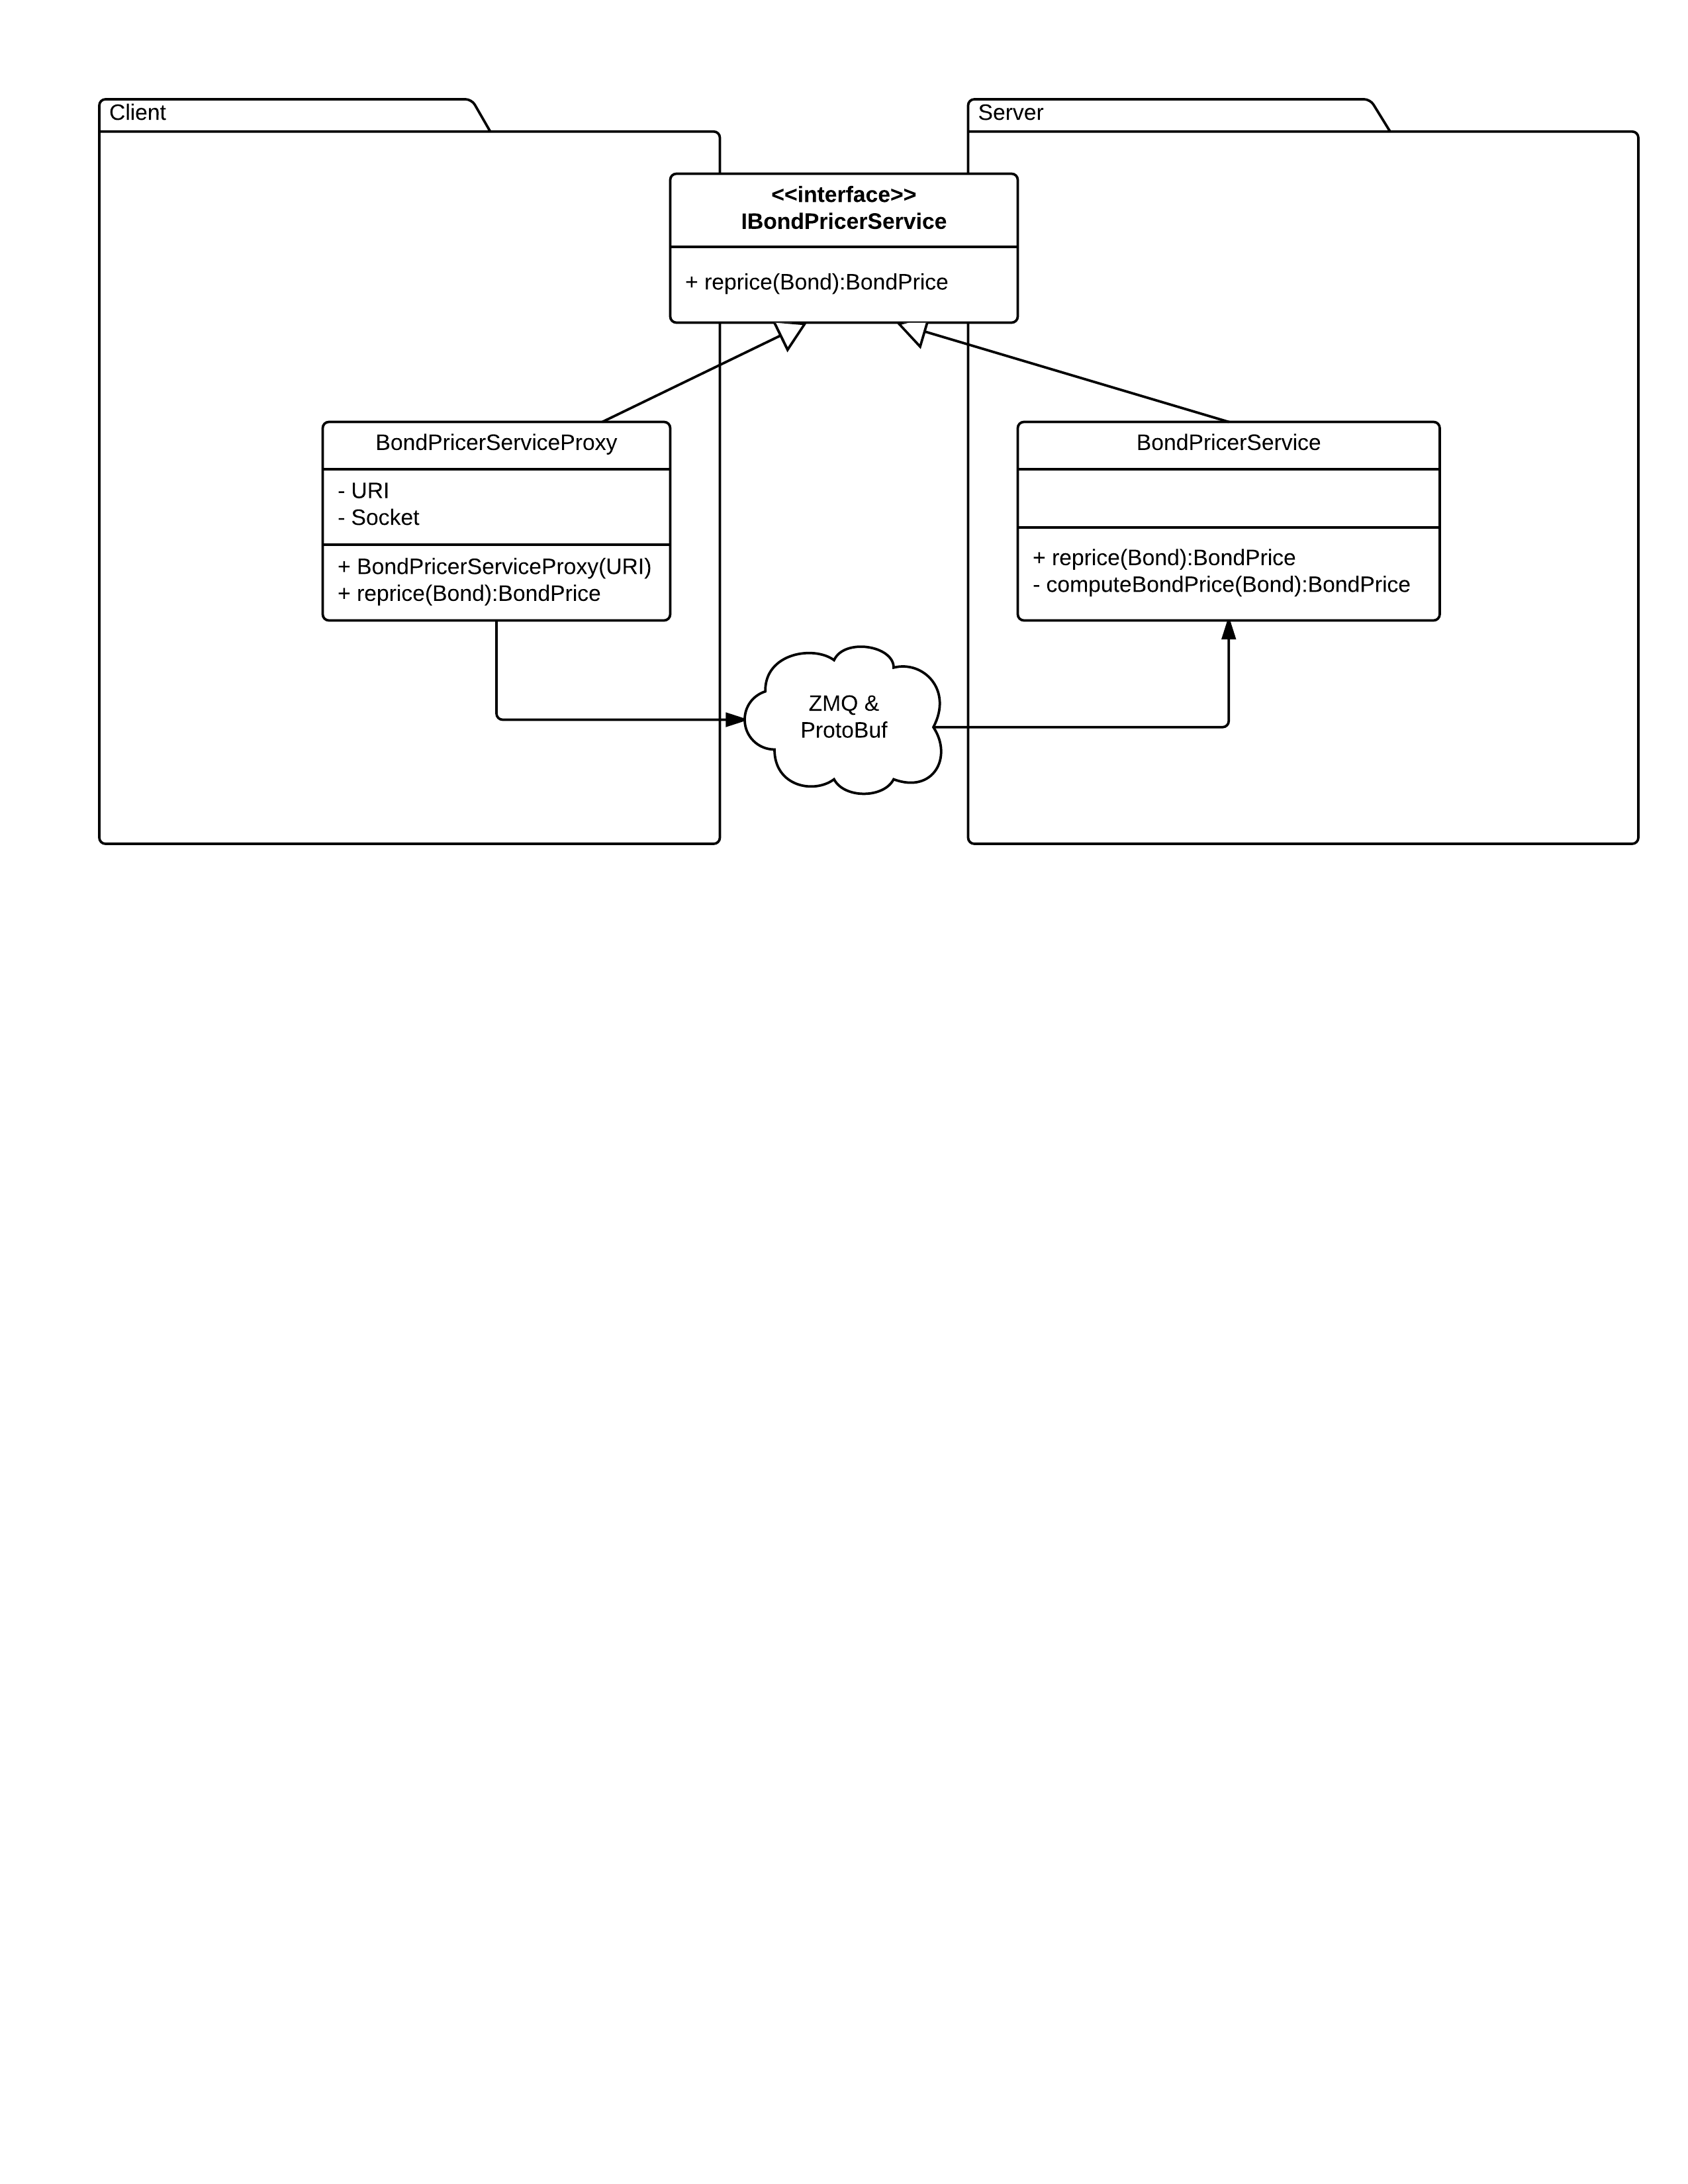 Client
Server
<<interface>>
IBondPricerService
+ reprice(Bond):BondPrice
BondPricerServiceProxy
- URI
- Socket
+ BondPricerServiceProxy(URI)
+ reprice(Bond):BondPrice
BondPricerService
+ reprice(Bond):BondPrice
- computeBondPrice(Bond):BondPrice
ZMQ &
ProtoBuf